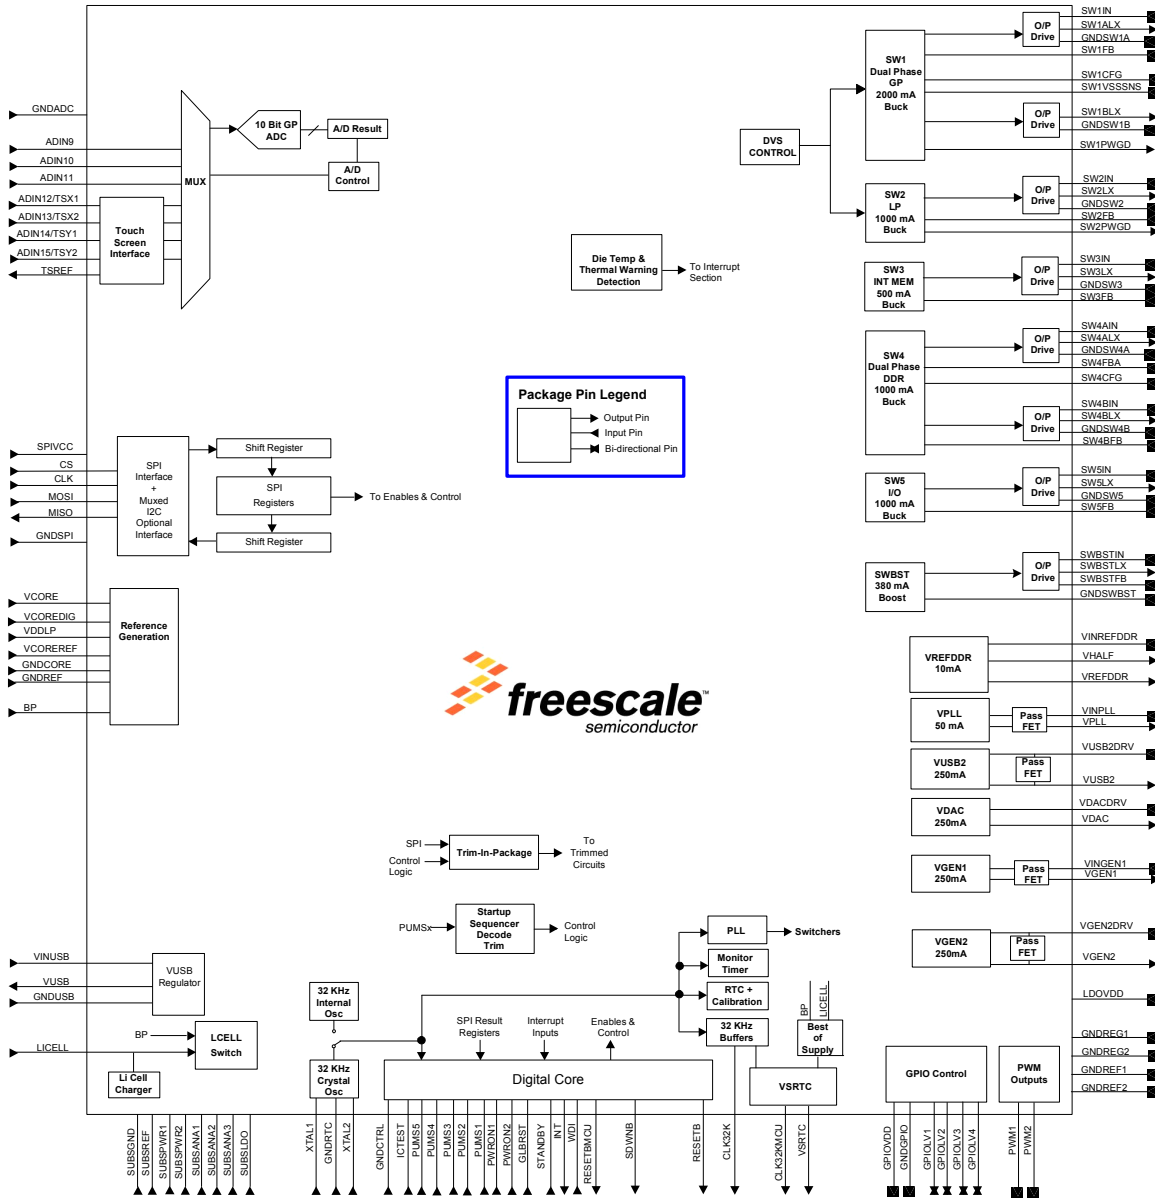 GNDADC
ADIN9
ADIN10
ADIN11
ADIN12/TSX1
ADIN13/TSX2
ADIN14/TSY1
ADIN15/TSY2
TSREF
Touch
Screen
Interface
MUX
10 Bit GP
ADC
A/D Result
A/D
Control
SPIVCC
CS
CLK
MOSI
MISO
GNDSPI
SPI
Interface
+
Muxed
I2C
Optional
Interface
Shift Register
SPI
Registers
Shift Register
To Enables & Control
VCORE
VCOREDIG
VDDLP
VCOREREF
GNDCORE
GNDREF
BP
Reference
Generation
Die Temp &
Thermal Warning
Detection
To Interrupt
Section
Package Pin Legend
Output Pin
Input Pin
Bi-directional Pin
freescale™
semiconductor
SPI
Control
Logic
Trim-In-Package
To
Trimmed
Circuits
PUMSx
Startup
Sequencer
Decode
Trim
Control
Logic
VINUSB
VUSB
GNDUSB
VUSB
Regulator
LICELL
BP
LCELL
Switch
Li Cell
Charger
32 KHz
Internal
Osc
32 KHz
Crystal
Osc
SPI Result
Registers
Interrupt
Inputs
Enables &
Control
Digital Core
PLL
Switchers
Monitor
Timer
RTC +
Calibration
32 KHz
Buffers
BP
LICELL
Best
of
Supply
VSRTC
DVS
CONTROL
SW1
Dual Phase
GP
2000 mA
Buck
O/P
Drive
O/P
Drive
SW1IN
SW1ALX
GNDSW1A
SW1FB
SW1CFG
SW1VSSSNS
SW1BLX
GNDSW1B
SW1PWGD
SW2
LP
1000 mA
Buck
O/P
Drive
SW2IN
SW2LX
GNDSW2
SW2FB
SW2PWGD
SW3
INT MEM
500 mA
Buck
O/P
Drive
SW3IN
SW3LX
GNDSW3
SW3FB
SW4
Dual Phase
DDR
1000 mA
Buck
O/P
Drive
O/P
Drive
SW4AIN
SW4ALX
GNDSW4A
SW4FBA
SW4CFG
SW4BIN
SW4BLX
GNDSW4B
SW4BFB
SW5
I/O
1000 mA
Buck
O/P
Drive
SW5IN
SW5LX
GNDSW5
SW5FB
SWBST
380 mA
Boost
O/P
Drive
SWBSTIN
SWBSTLX
SWBSTFB
GNDSWBST
VREFDDR
10mA
VINREFDDR
VHALF
VREFDDR
VPLL
50 mA
Pass
FET
VINPLL
VPLL
VUSB2
250mA
Pass
FET
VUSB2DRV
VUSB2
VDAC
250mA
VDACDRV
VDAC
VGEN1
250mA
Pass
FET
VINGEN1
VGEN1
VGEN2
250mA
Pass
FET
VGEN2DRV
VGEN2
LDOVDD
GNDREG1
GNDREG2
GNDREF1
GNDREF2
GPIO Control
PWM
Outputs
SUBSGND
SUBSREF
SUBSPWR1
SUBSPWR2
SUBSANA1
SUBSANA2
SUBSANA3
SUBSLDO
XTAL1
GNDRTC
XTAL2
GNDCTRL
ICTEST
PUMS5
PUMS4
PUMS3
PUMS2
PUMS1
PWRON1
PWRON2
GLBRST
STANDBY
INT
WDI
RESETBMCU
SDWNB
RESETB
CLK32K
CLK32KMCU
VSRTC
GPIOVDD
GNDGPIO
GPIOLV1
GPIOLV2
GPIOLV3
GPIOLV4
PWM1
PWM2